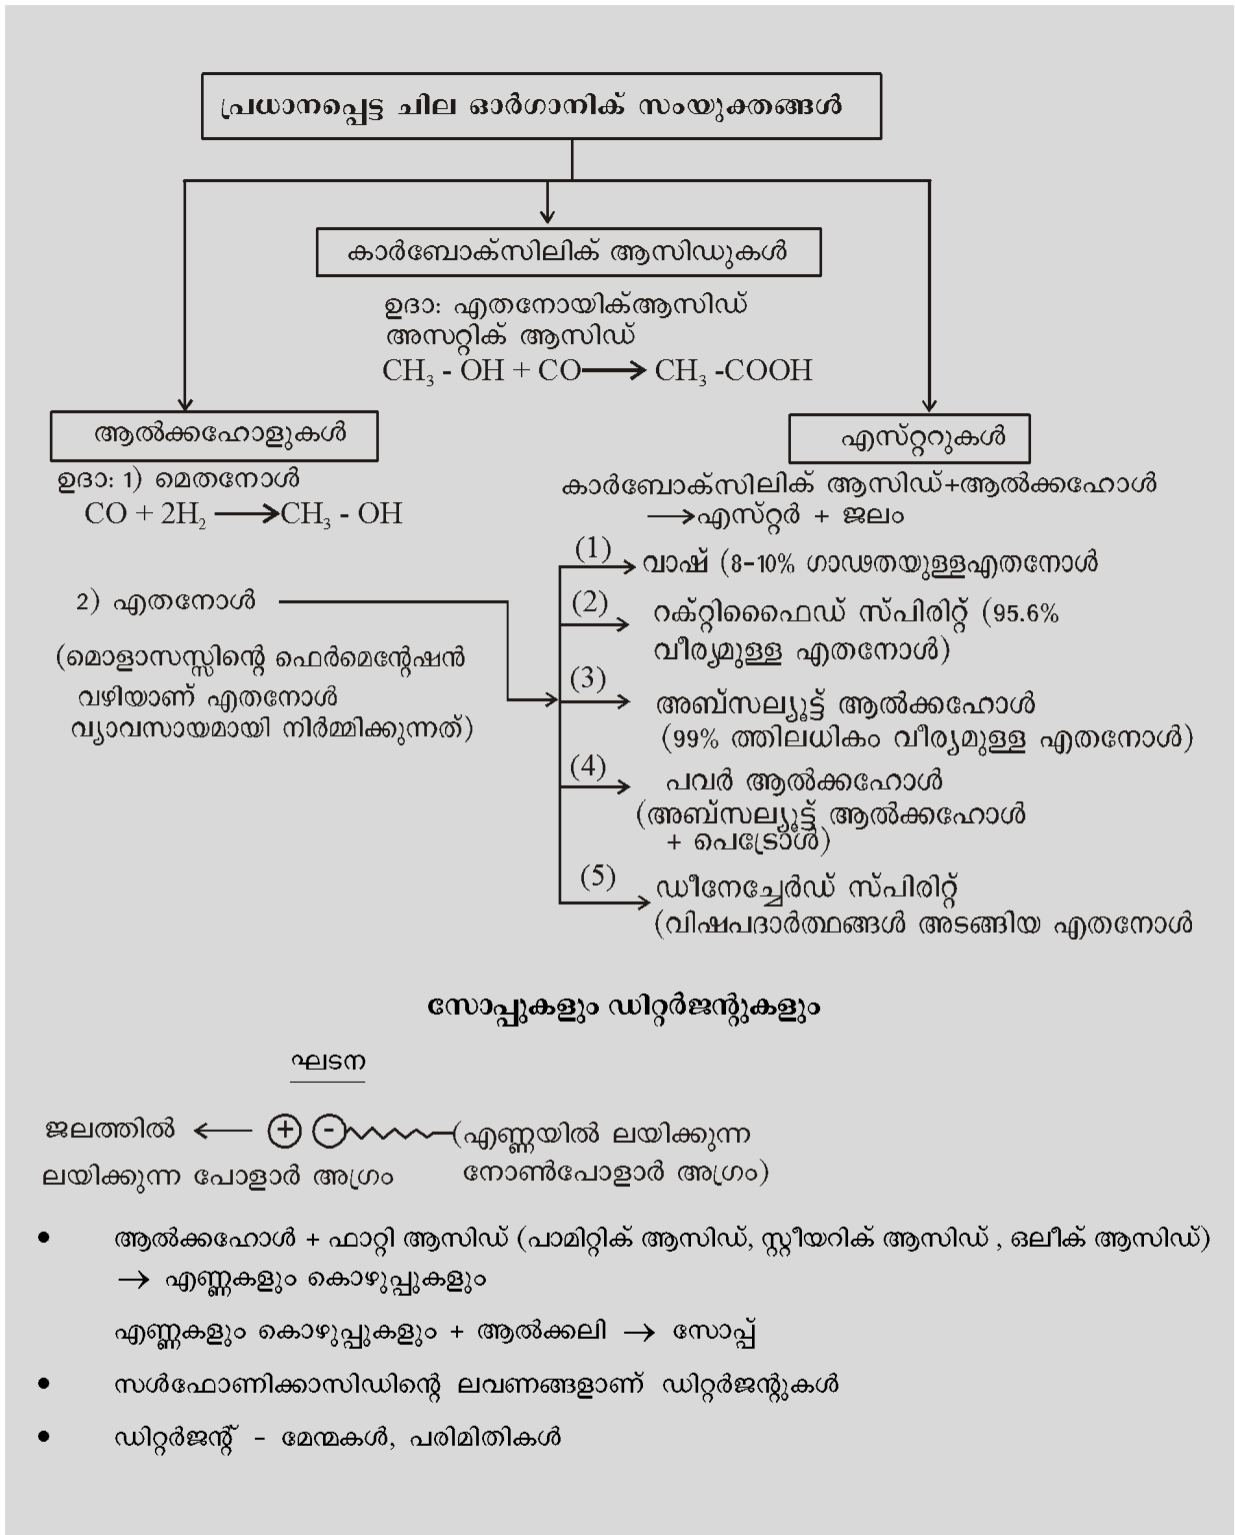 പ്രധാനപ്പെട്ട ചില ഓർഗാനിക് സംയുക്തങ്ങൾ
കാർബോക്സിലിക് ആസിഡുകൾ
ഉദാ: എതനോയിക്ആസിഡ്
അസറ്റിക് ആസിഡ്
CH₃ - OH + CO ⟶ CH₃ -COOH
ആൽക്കഹോളുകൾ
ഉദാ: 1) മെതനോൾ
CO + 2H₂ ⟶ CH₃ - OH
എസ്റ്ററുകൾ
കാർബോക്സിലിക് ആസിഡ്+ആൽക്കഹോൾ
⟶ എസ്റ്റർ + ജലം
2) എതനോൾ
(മൊളാസസ്സിന്റെ ഫെർമെന്റേഷൻ
വഴിയാണ് എതനോൾ
വ്യാവസായമായി നിർമ്മിക്കുന്നത്)
(1) വാഷ് (8-10% ഗാഢതയുള്ളഎതനോൾ
(2) റക്റ്റിഫൈഡ് സ്പിരിറ്റ് (95.6%
വീര്യമുള്ള എതനോൾ)
(3) അബ്സല്യൂട്ട് ആൽക്കഹോൾ
(99% ത്തിലധികം വീര്യമുള്ള എതനോൾ)
(4) പവർ ആൽക്കഹോൾ
(അബ്സല്യൂട്ട് ആൽക്കഹോൾ
+ പെട്രോൾ)
(5) ഡീനേച്ചേർഡ് സ്പിരിറ്റ്
(വിഷപദാർത്ഥങ്ങൾ അടങ്ങിയ എതനോൾ
സോപ്പുകളും ഡിറ്റർജന്റുകളും
ഘടന
ജലത്തിൽ ← + - (എണ്ണയിൽ ലയിക്കുന്ന
ലയിക്കുന്ന പോളാർ അഗ്രം നോൺപോളാർ അഗ്രം)
• ആൽക്കഹോൾ + ഫാറ്റി ആസിഡ് (പാമിറ്റിക് ആസിഡ്, സ്റ്റീയറിക് ആസിഡ് , ഒലീക് ആസിഡ്)
→ എണ്ണകളും കൊഴുപ്പുകളും
എണ്ണകളും കൊഴുപ്പുകളും + ആൽക്കലി → സോപ്പ്
• സൾഫോണിക്കാസിഡിന്റെ ലവണങ്ങളാണ് ഡിറ്റർജന്റുകൾ
• ഡിറ്റർജന്റ് - മേന്മകൾ, പരിമിതികൾ